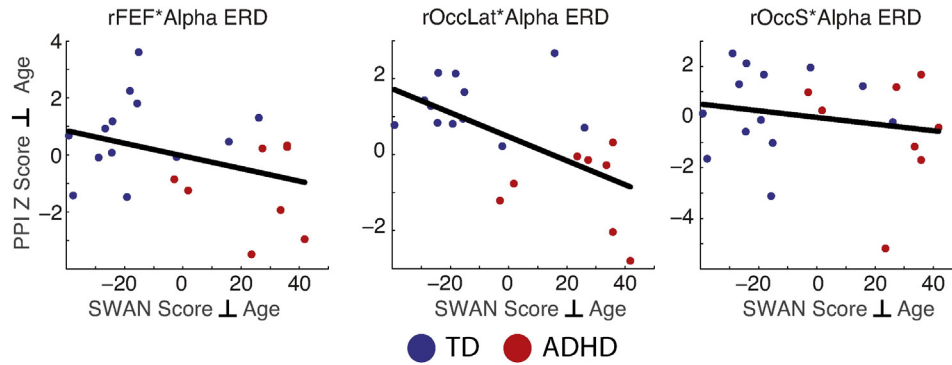 rFEF*Alpha ERD
rOccLat*Alpha ERD
rOccS*Alpha ERD
PPI Z Score ⊥ Age
4
2
0
−2
−20
0
20
40
SWAN Score ⊥ Age
2
0
−2
−20
0
20
40
SWAN Score ⊥ Age
2
0
−2
−4
−20
0
20
40
SWAN Score ⊥ Age
TD
ADHD